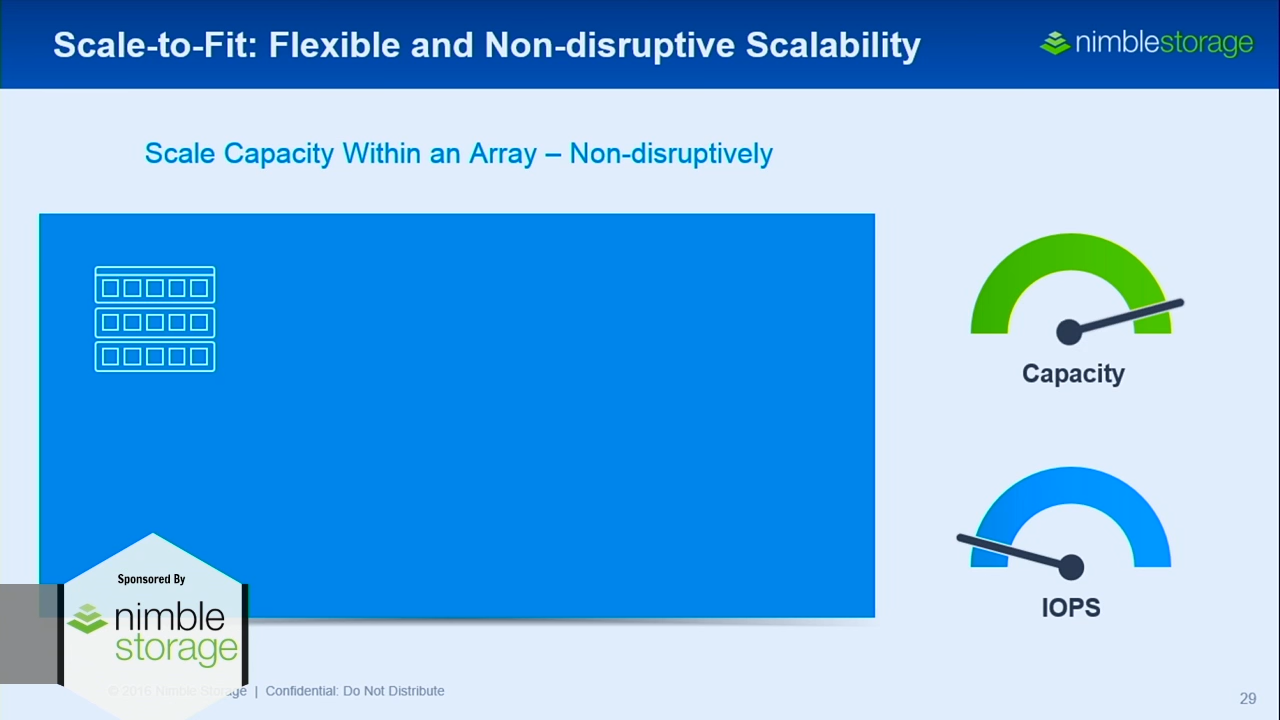 Scale-to-Fit: Flexible and Non-disruptive Scalability
nimblestorage
Scale Capacity Within an Array – Non-disruptively
Capacity
IOPS
Sponsored By
nimble
storage
© 2016 Nimble Storage | Confidential: Do Not Distribute
29